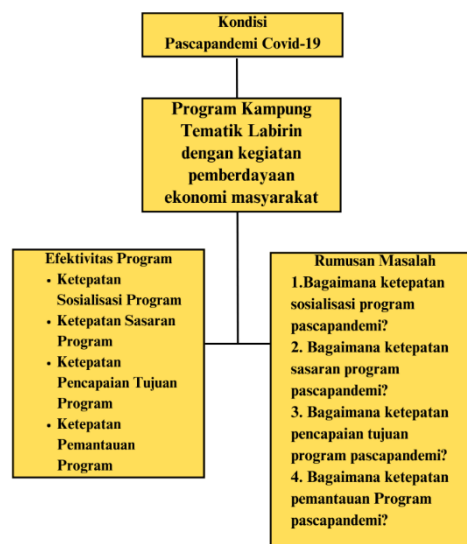 Kondisi
Pascapandemi Covid-19
Program Kampung
Tematik Labirin
dengan kegiatan
pemberdayaan
ekonomi masyarakat
Efektivitas Program
• Ketepatan
Sosialisasi Program
• Ketepatan Sasaran
Program
• Ketepatan
Pencapaian Tujuan
Program
• Ketepatan
Pemantauan
Program
Rumusan Masalah
1.Bagaimana ketepatan
sosialisasi program
pascapandemi?
2. Bagaimana ketepatan
sasaran program
pascapandemi?
3. Bagaimana ketepatan
pencapaian tujuan
program pascapandemi?
4. Bagaimana ketepatan
pemantauan Program
pascapandemi?